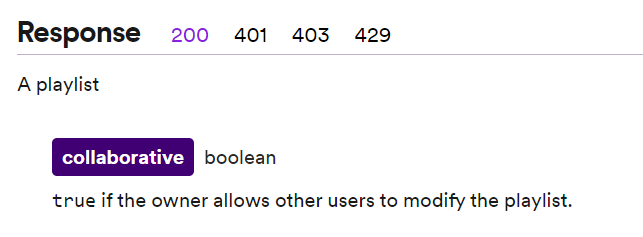 Response 200 401 403 429
A playlist
collaborative boolean
true if the owner allows other users to modify the playlist.